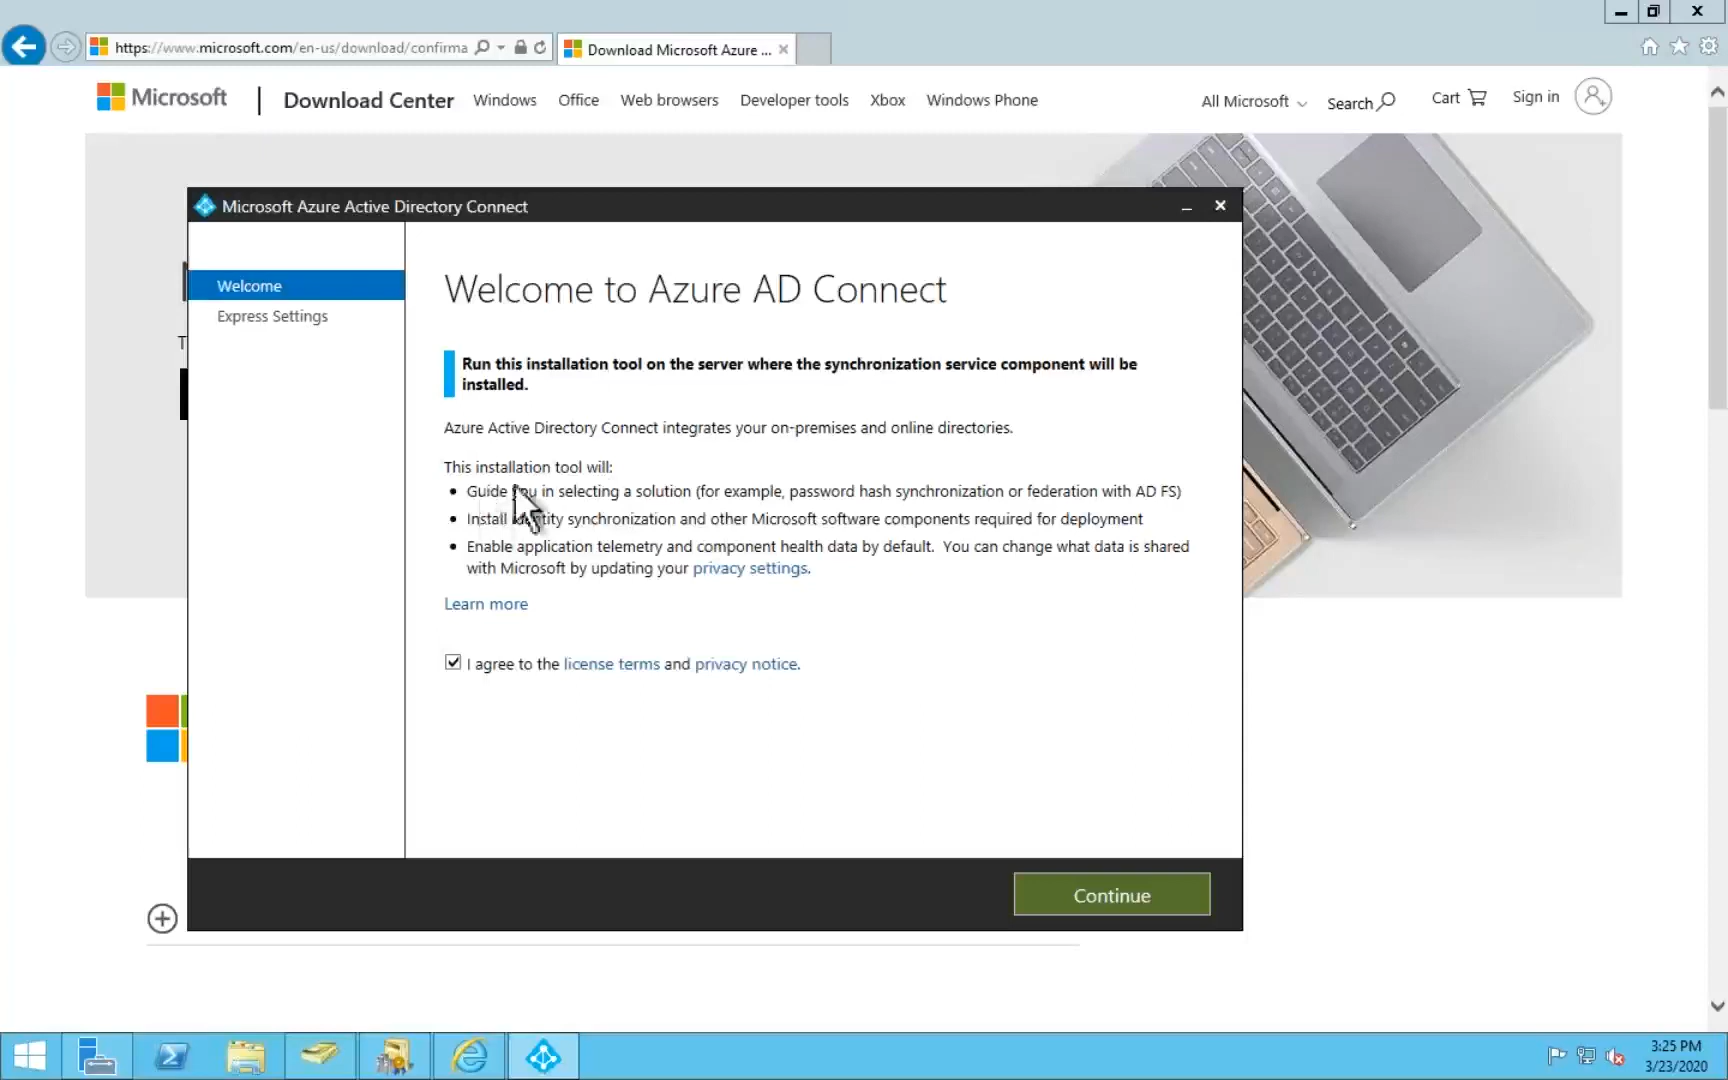 https://www.microsoft.com/en-us/download/confirma
Download Microsoft Azure ...
Microsoft
Download Center
Windows
Office
Web browsers
Developer tools
Xbox
Windows Phone
All Microsoft
Search
Cart
Sign in
Microsoft Azure Active Directory Connect
Welcome
Express Settings
Welcome to Azure AD Connect
Run this installation tool on the server where the synchronization service component will be
installed.
Azure Active Directory Connect integrates your on-premises and online directories.
This installation tool will:
• Guide you in selecting a solution (for example, password hash synchronization or federation with AD FS)
• Install identity synchronization and other Microsoft software components required for deployment
• Enable application telemetry and component health data by default. You can change what data is shared
with Microsoft by updating your privacy settings.
Learn more
I agree to the license terms and privacy notice.
Continue
T
3:25 PM
3/23/2020